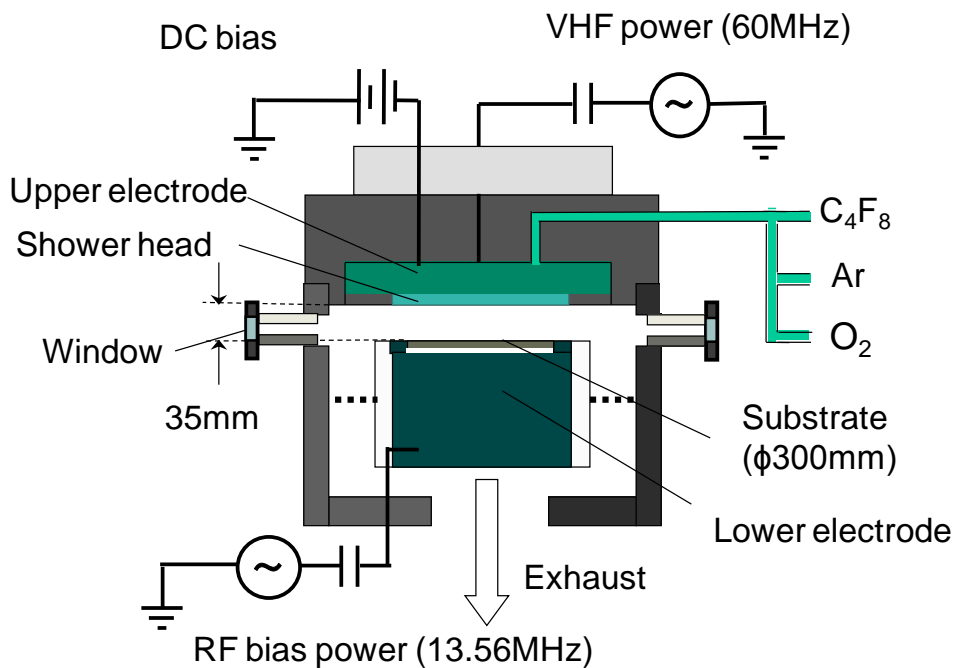 DC bias
VHF power (60MHz)
~
Upper electrode
Shower head
C₄F₈
Ar
O₂
Window
35mm
Substrate
(ϕ300mm)
Lower electrode
~
Exhaust
RF bias power (13.56MHz)